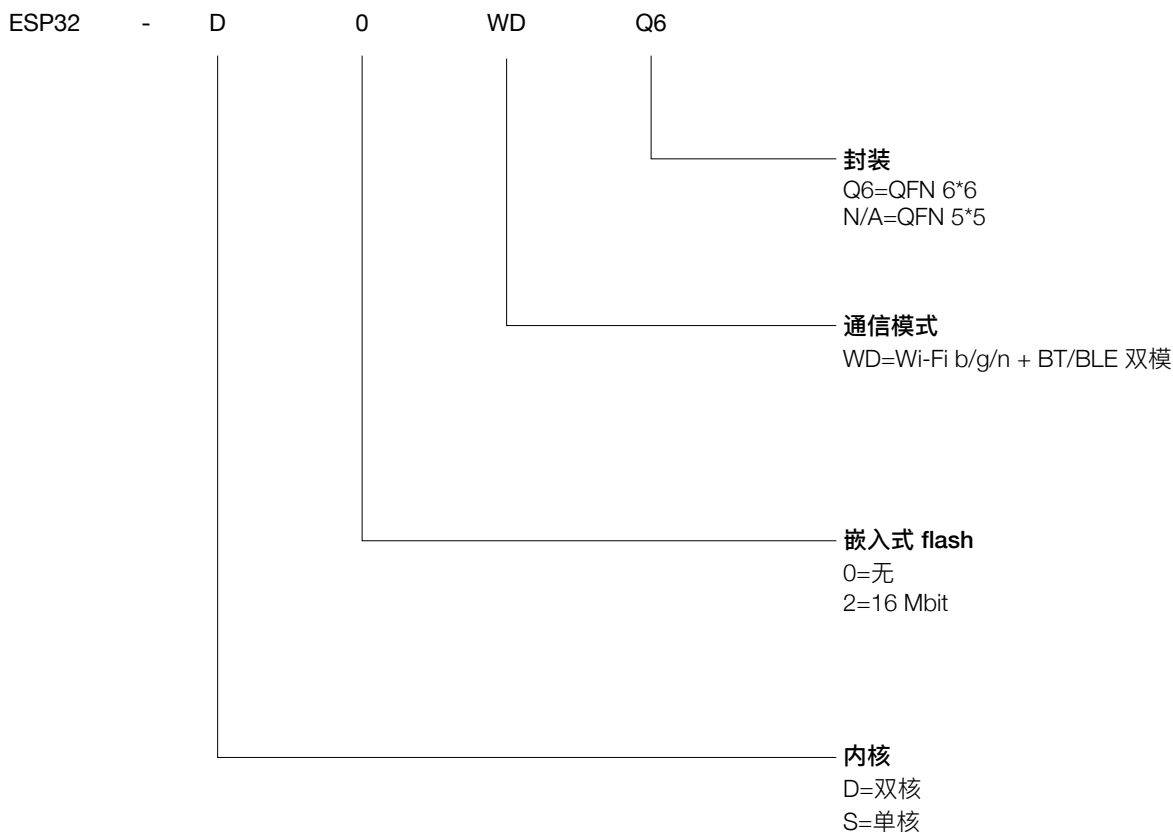 ESP32 - D 0 WD Q6
封装
Q6=QFN 6*6
N/A=QFN 5*5
通信模式
WD=Wi-Fi b/g/n + BT/BLE 双模
嵌入式 flash
0=无
2=16 Mbit
内核
D=双核
S=单核